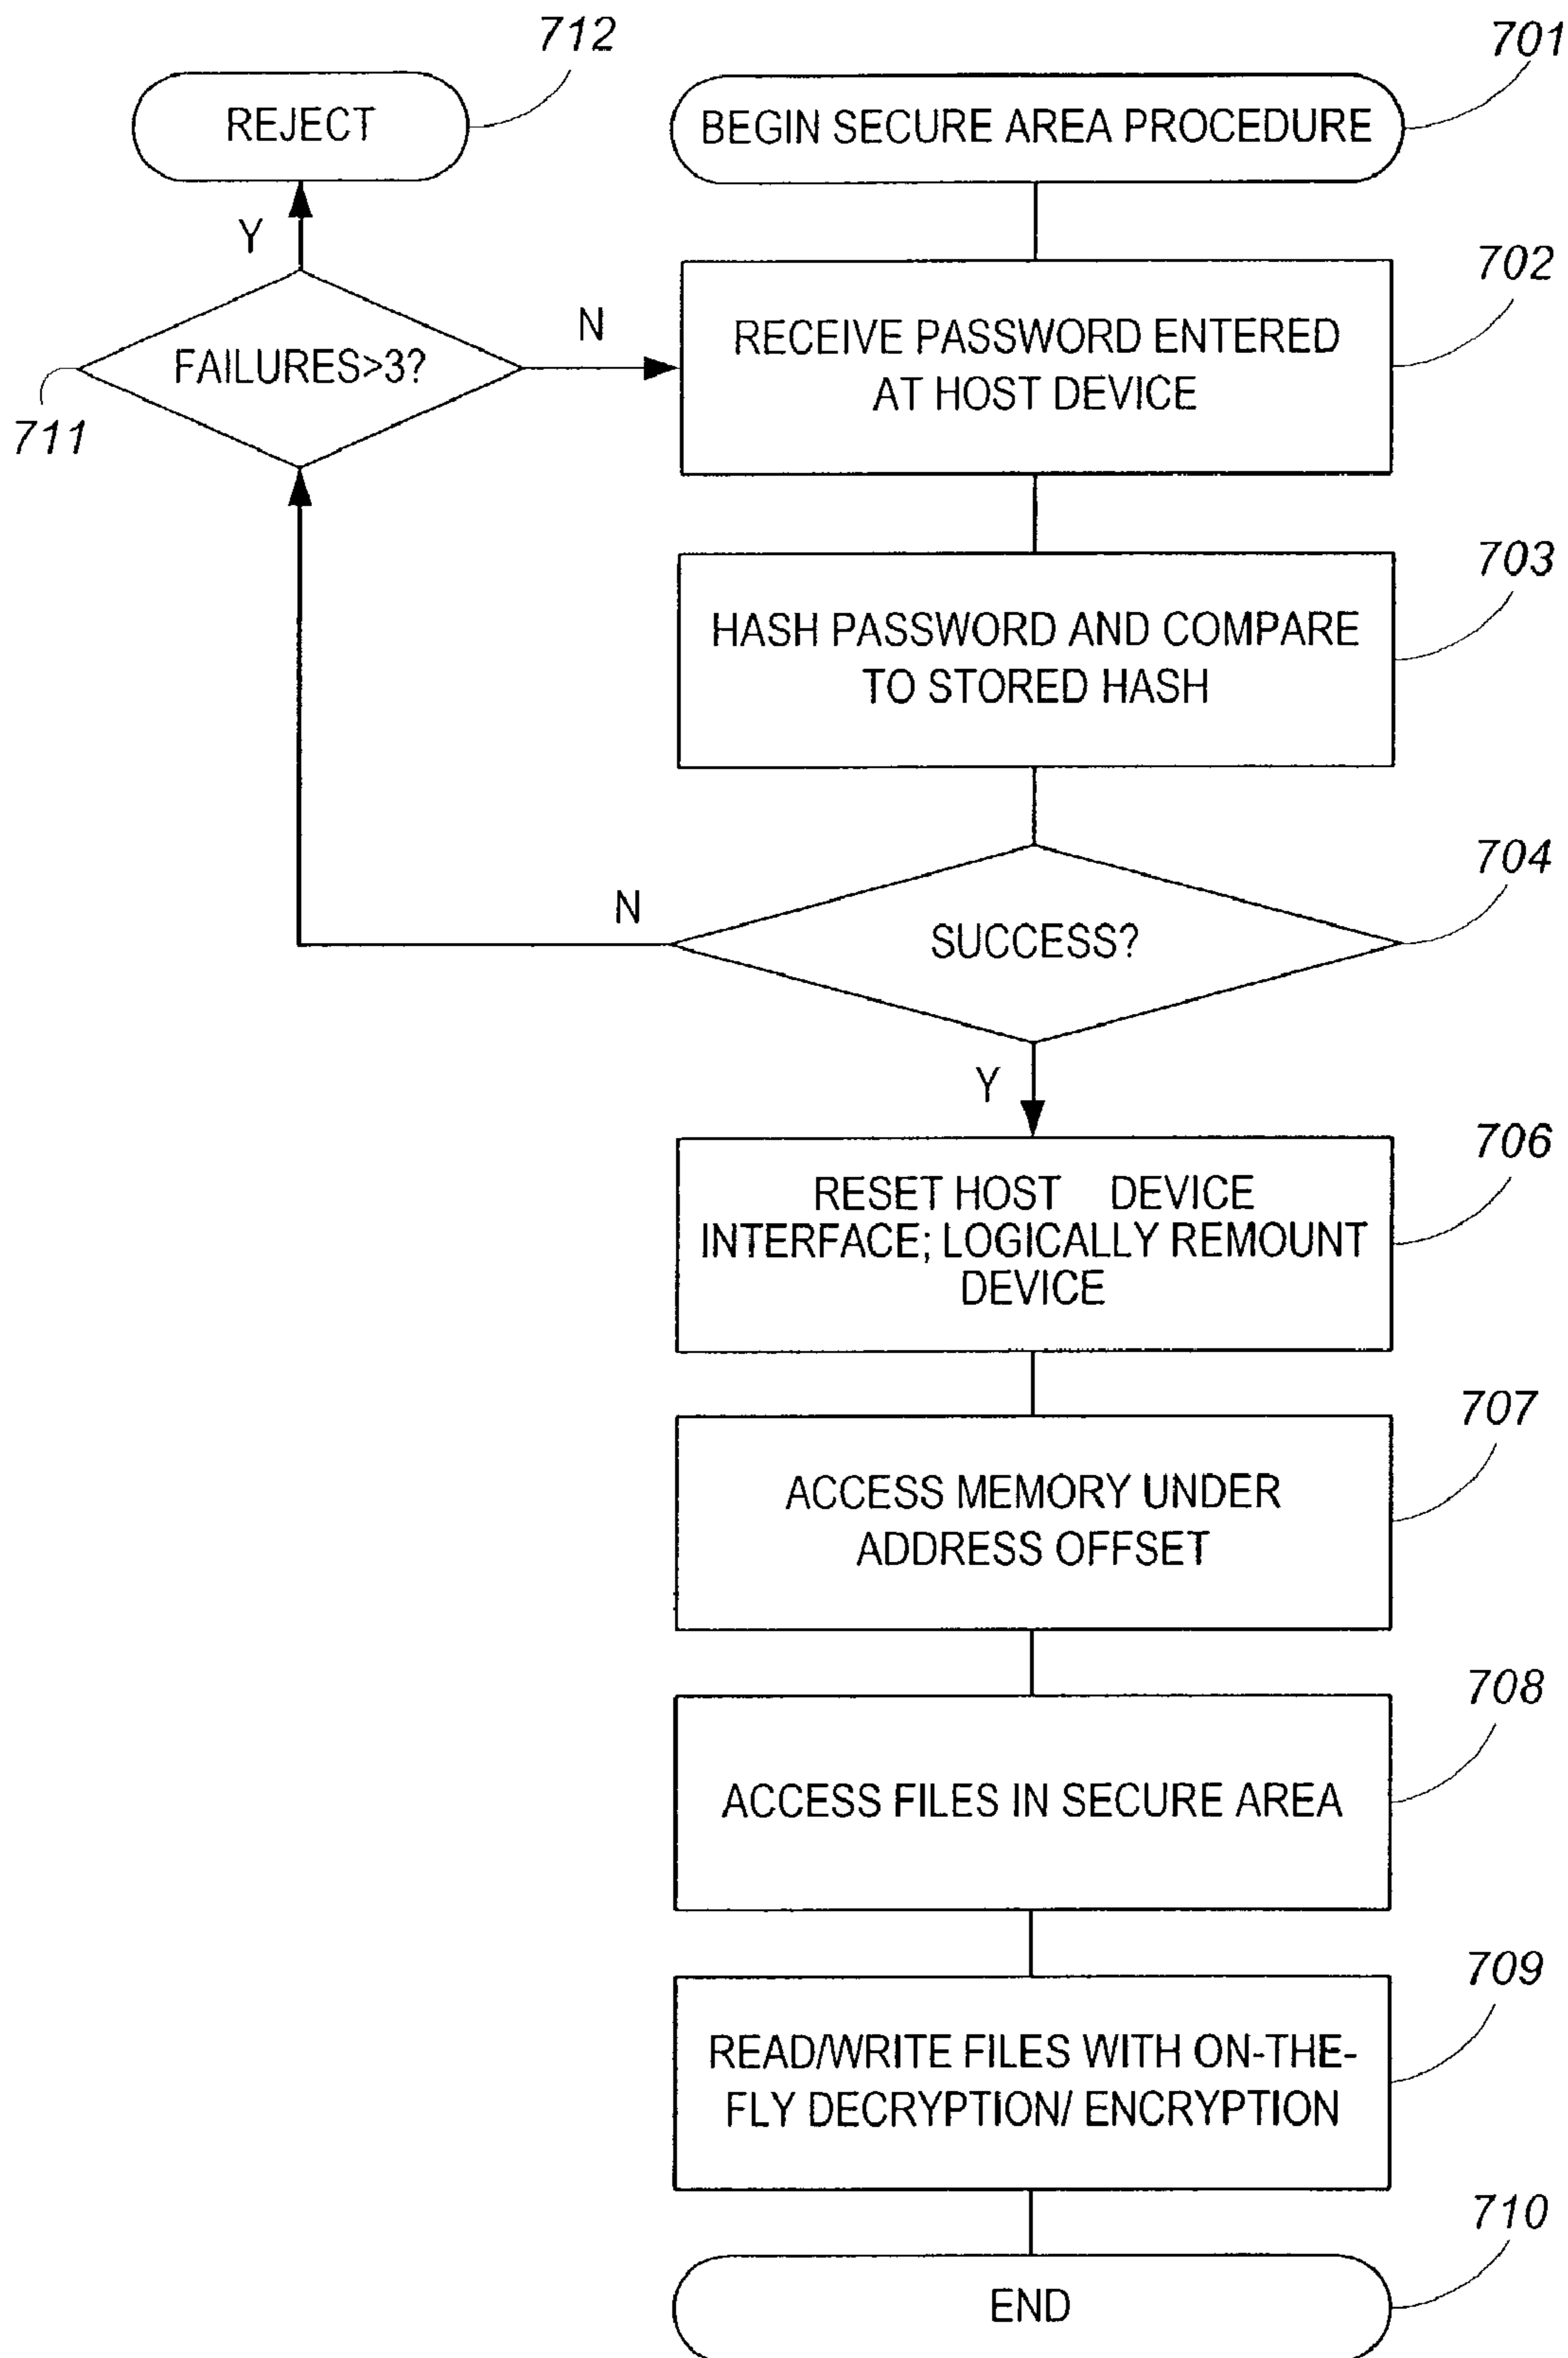 712
701
REJECT
BEGIN SECURE AREA PROCEDURE
Y
702
N
RECEIVE PASSWORD ENTERED
AT HOST DEVICE
FAILURES>3?
711
703
HASH PASSWORD AND COMPARE
TO STORED HASH
704
N
SUCCESS?
Y
706
RESET HOST DEVICE
INTERFACE; LOGICALLY REMOUNT
DEVICE
707
ACCESS MEMORY UNDER
ADDRESS OFFSET
708
ACCESS FILES IN SECURE AREA
709
READ/WRITE FILES WITH ON-THE-
FLY DECRYPTION/ ENCRYPTION
710
END